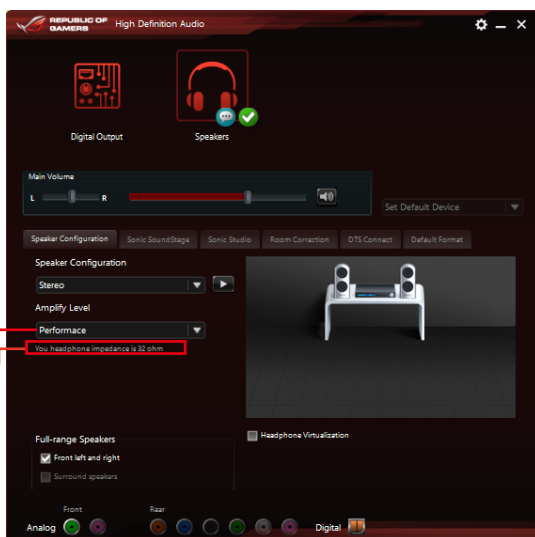 REPUBLIC OF GAMERS High Definition Audio
Digital Output Speakers
Main Volume
L R
Set Default Device
Speaker Configuration Sonic SoundStage Sonic Studio Room Correction DTS Connect Default Format
Speaker Configuration
Stereo
Amplify Level
Performace
You headphone impedance is 32 ohm
Headphone Virtualization
Full-range Speakers
Front left and right
Surround speakers
Front Rear
Analog Digital